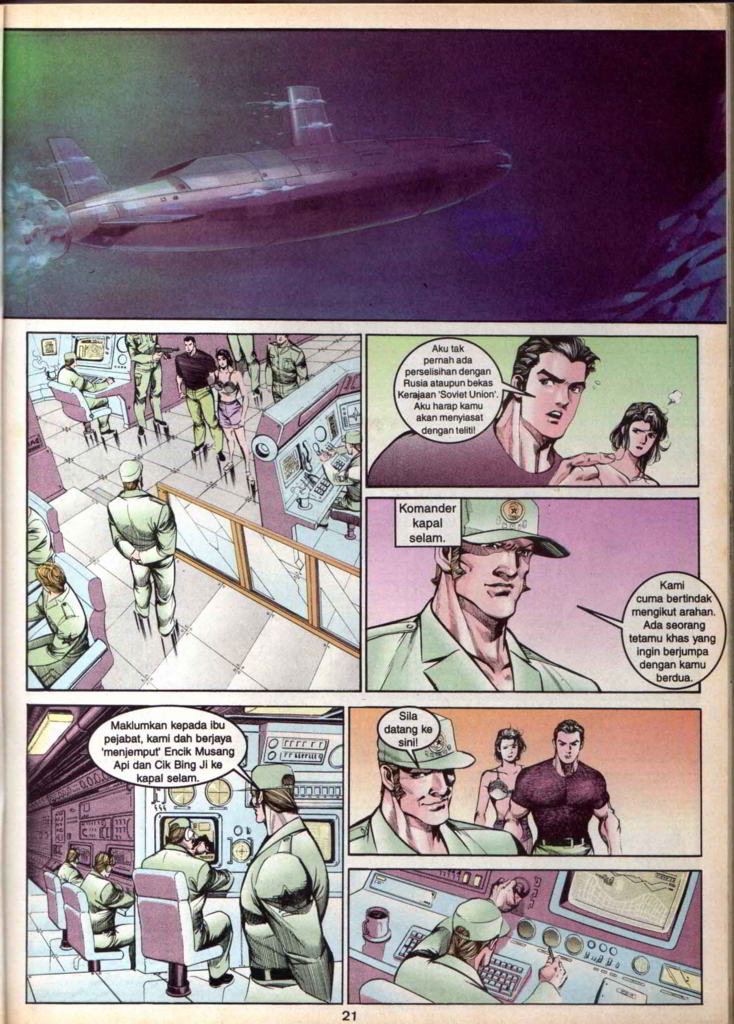 Aku tak
pernah ada
perselisihan dengan
Rusia ataupun bekas
Kerajaan 'Soviet Union'.
Aku harap kamu
akan menyiasat
dengan teliti!
Komander
kapal
selam.
Kami
cuma bertindak
mengikut arahan.
Ada seorang
tetamu khas yang
ingin berjumpa
dengan kamu
berdua.
Maklumkan kepada ibu
pejabat, kami dah berjaya
'menjemput' Encik Musang
Api dan Cik Bing Ji ke
kapal selam.
Sila
datang ke
sini!
21